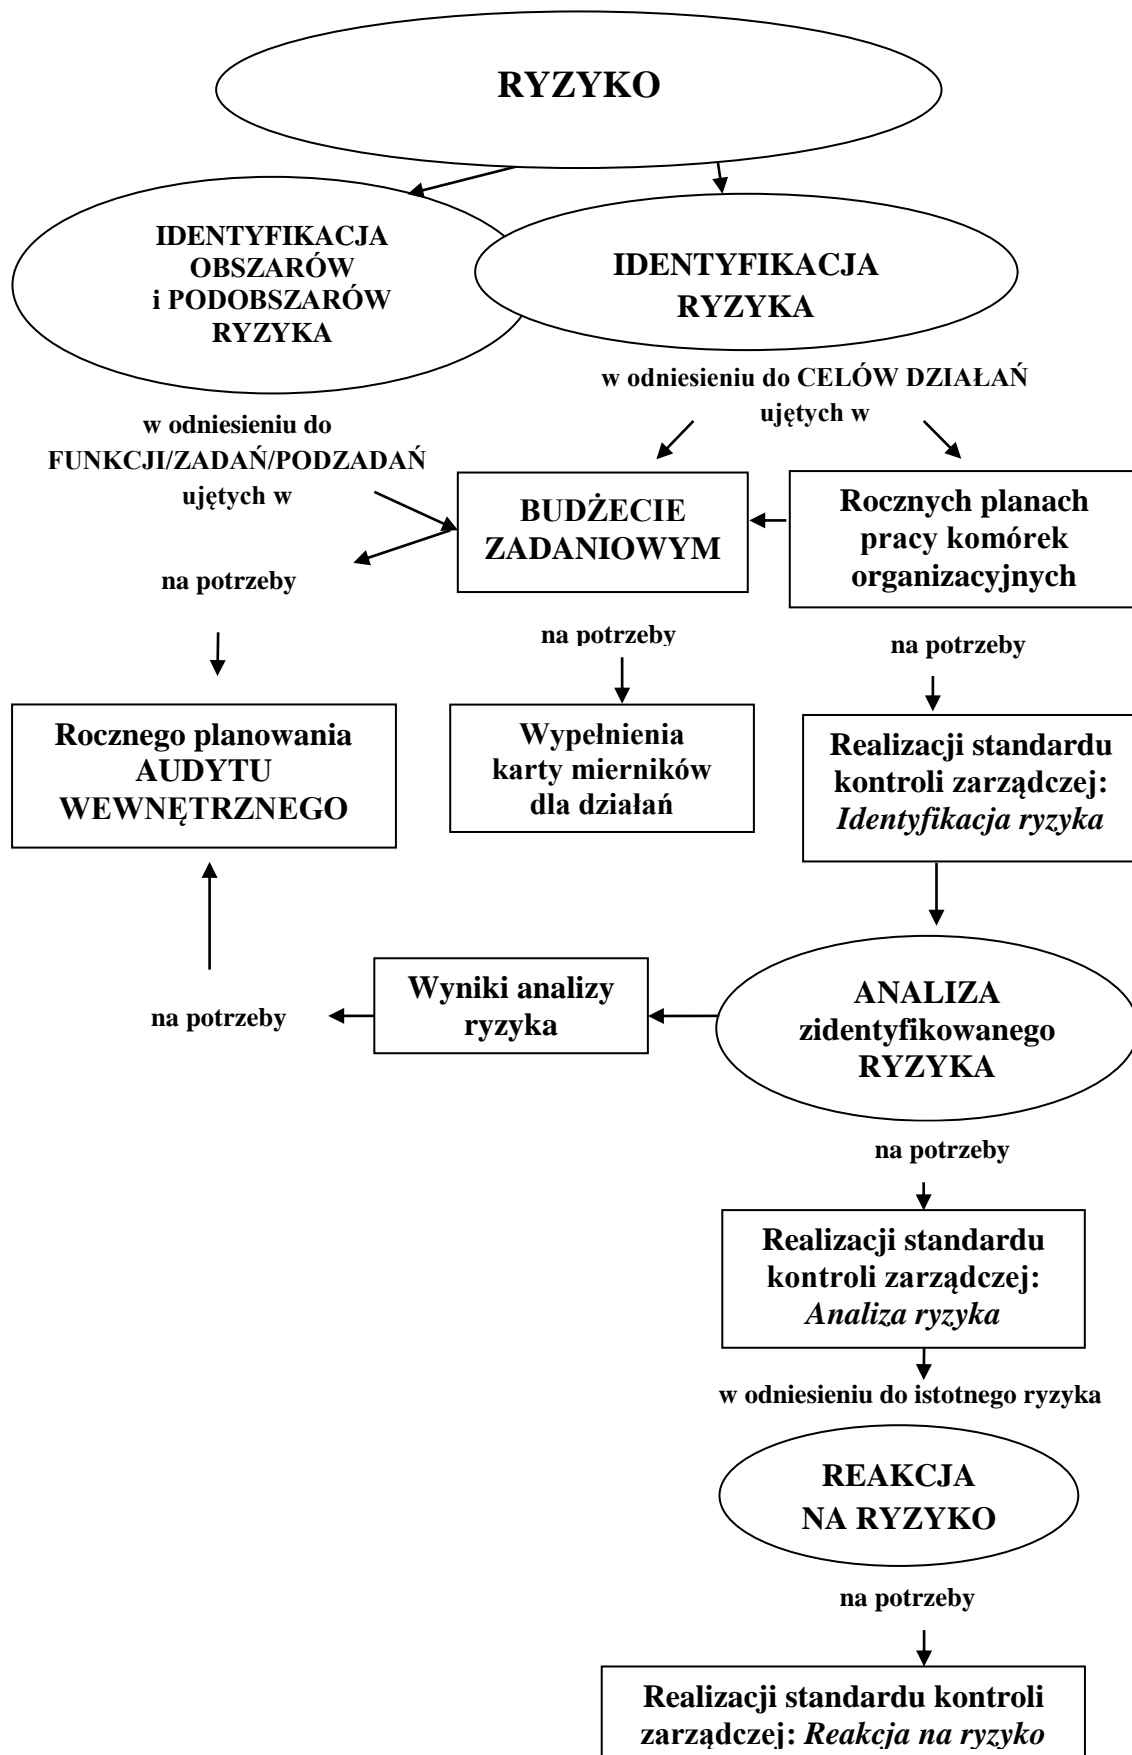 RYZYKO
IDENTYFIKACJA
OBSZARÓW
i PODOBSZARÓW
RYZYKA
IDENTYFIKACJA
RYZYKA
w odniesieniu do CELÓW DZIAŁAŃ
ujętych w
w odniesieniu do
FUNKCJI/ZADAŃ/PODZADAŃ
ujętych w
BUDŻECIE
ZADANIOWYM
Rocznych planach
pracy komórek
organizacyjnych
na potrzeby
na potrzeby
na potrzeby
Rocznego planowania
AUDYTU
WEWNĘTRZNEGO
Wypełnienia
karty mierników
dla działań
Realizacji standardu
kontroli zarządczej:
Identyfikacja ryzyka
na potrzeby
Wyniki analizy
ryzyka
ANALIZA
zidentyfikowanego
RYZYKA
na potrzeby
Realizacji standardu
kontroli zarządczej:
Analiza ryzyka
w odniesieniu do istotnego ryzyka
REAKCJA
NA RYZYKO
na potrzeby
Realizacji standardu kontroli
zarządczej: Reakcja na ryzyko